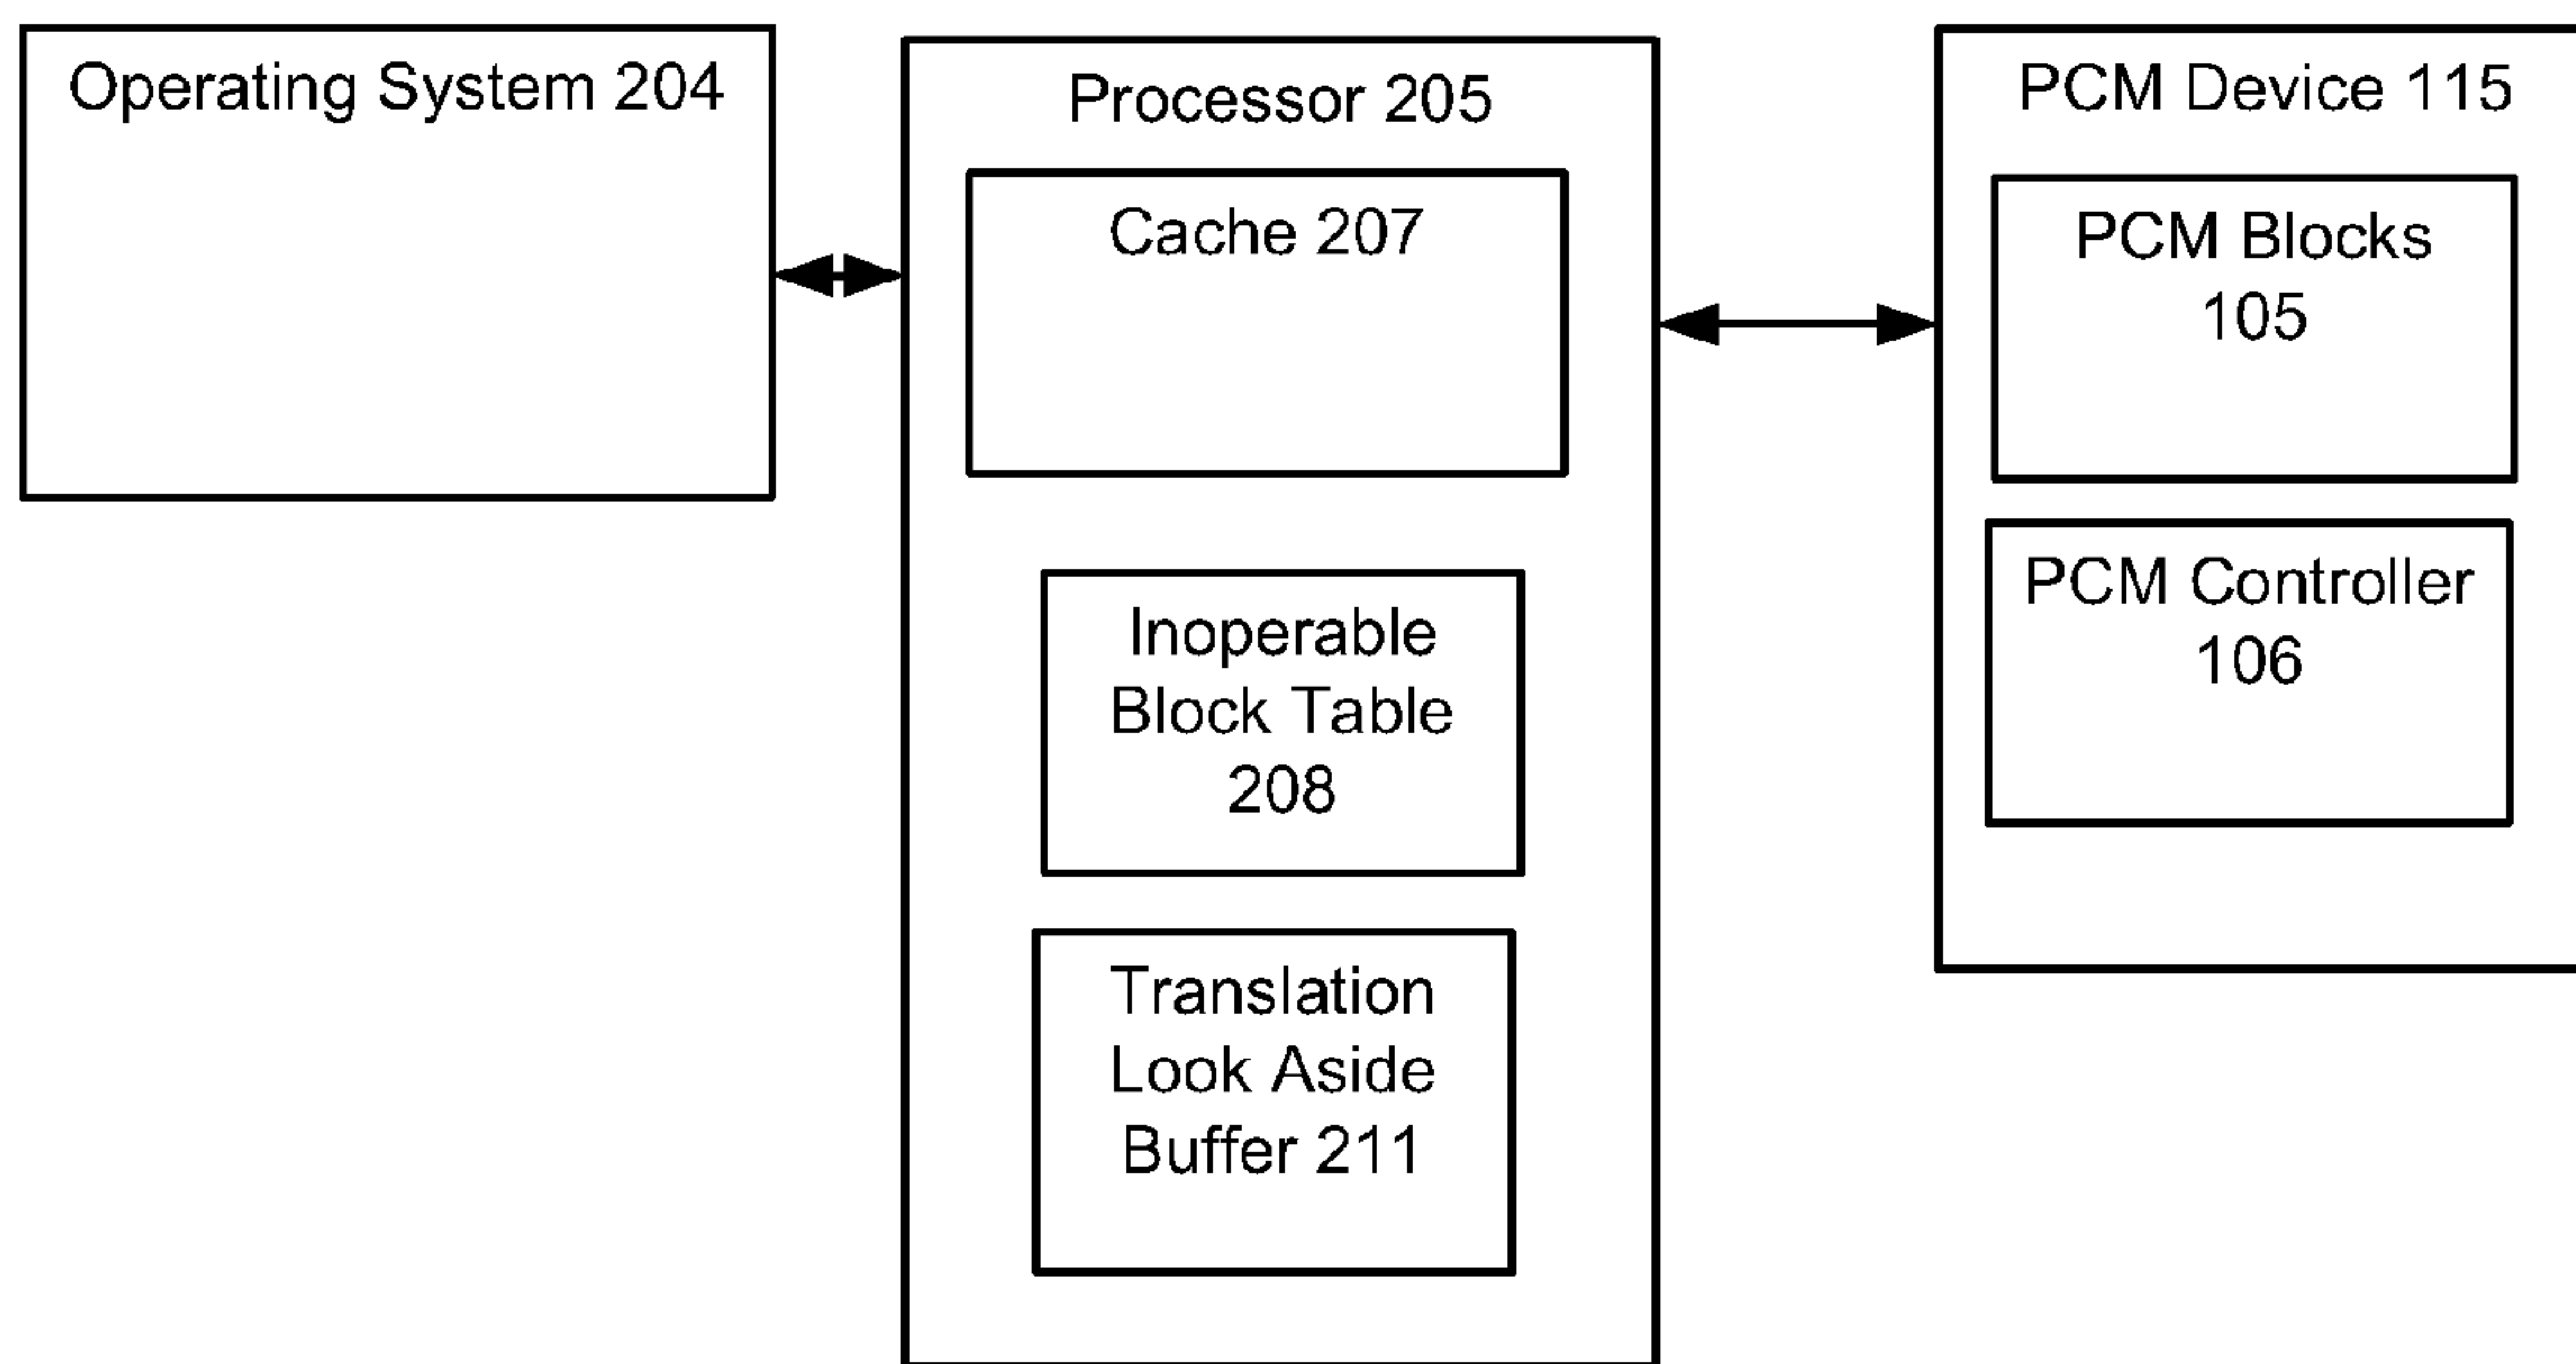 Operating System 204
Processor 205
Cache 207
Inoperable
Block Table
208
Translation
Look Aside
Buffer 211
PCM Device 115
PCM Blocks
105
PCM Controller
106